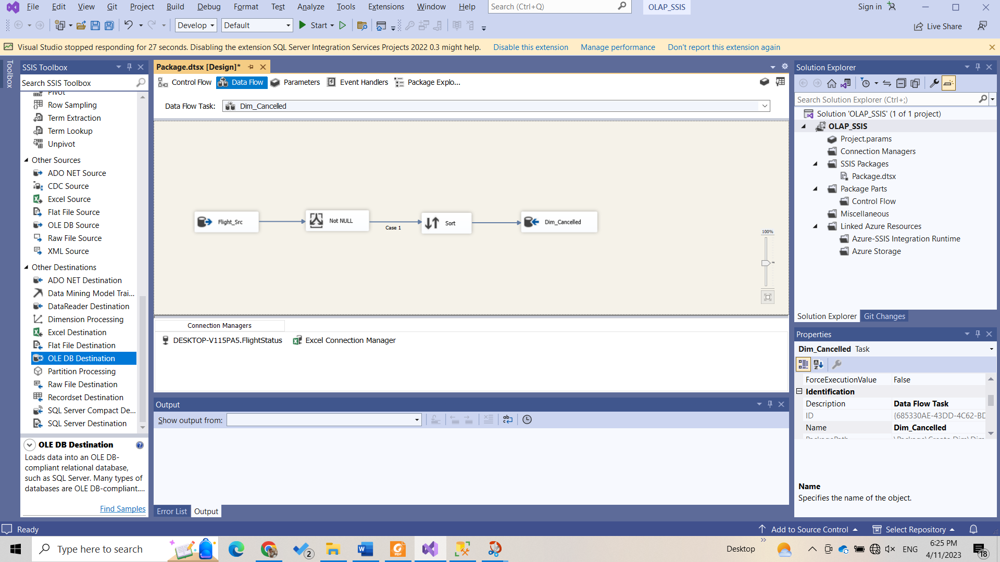 File Edit View Git Project Build Debug Format Test Analyze Tools Extensions Window Help Search (Ctrl+Q) OLAP_SSIS Sign in
Develop Default Start Live Share
Visual Studio stopped responding for 27 seconds. Disabling the extension SQL Server Integration Services Projects 2022 0.3 might help. Disable this extension Manage performance Don't report this extension again
Toolbox
SSIS Toolbox
Search SSIS Toolbox
Pivot
Row Sampling
Term Extraction
Term Lookup
Unpivot
Other Sources
ADO NET Source
CDC Source
Excel Source
Flat File Source
OLE DB Source
Raw File Source
XML Source
Other Destinations
ADO NET Destination
Data Mining Model Trai...
DataReader Destination
Dimension Processing
Excel Destination
Flat File Destination
OLE DB Destination
Partition Processing
Raw File Destination
Recordset Destination
SQL Server Compact De...
SQL Server Destination
OLE DB Destination
Loads data into an OLE DB-
compliant relational database,
such as SQL Server. Many types of
databases are OLE DB-compliant....
Find Samples
Package.dtsx [Design]*
Control Flow Data Flow Parameters Event Handlers Package Explo...
Data Flow Task: Dim_Cancelled
Flight_Src
Not NULL
Case 1
Sort
Dim_Cancelled
100%
Connection Managers
DESKTOP-V115PA5.FlightStatus Excel Connection Manager
Output
Show output from:
Error List Output
Solution Explorer
Search Solution Explorer (Ctrl+;)
Solution 'OLAP_SSIS' (1 of 1 project)
OLAP_SSIS
Project.params
Connection Managers
SSIS Packages
Package.dtsx
Package Parts
Control Flow
Miscellaneous
Linked Azure Resources
Azure-SSIS Integration Runtime
Azure Storage
Solution Explorer Git Changes
Properties
Dim_Cancelled Task
ForceExecutionValue False
Identification
Description Data Flow Task
ID {685330AE-43DD-4C62-BD
Name Dim_Cancelled
PackagePath \Package\Create Dim\Dim
Name
Specifies the name of the object.
Ready Add to Source Control Select Repository
Type here to search 2 Desktop ENG 6:25 PM
4/11/2023 18